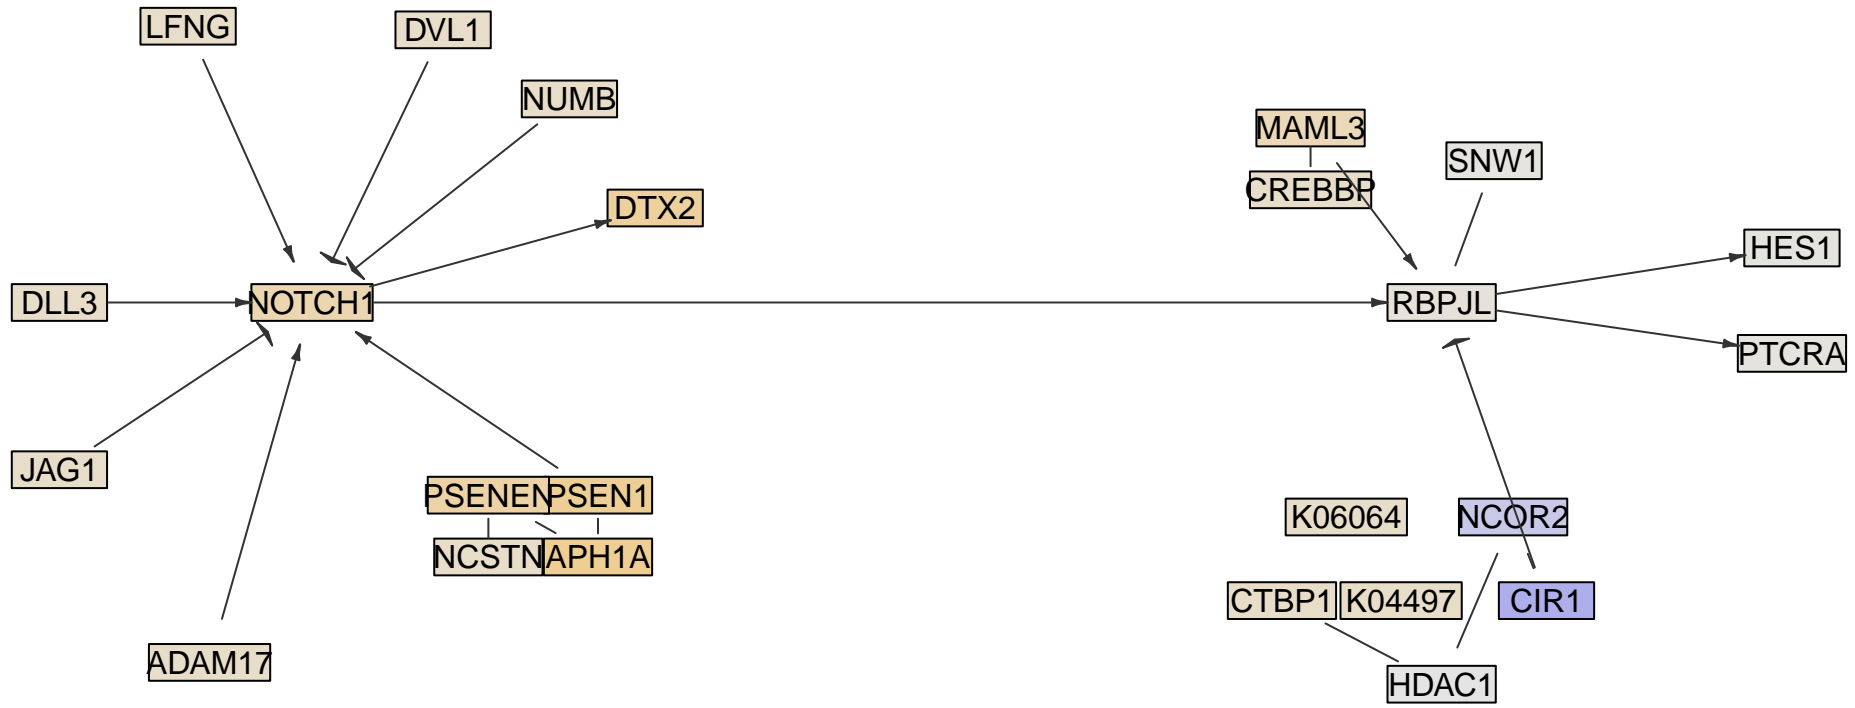 LFNG
DVL1
NUMB
MAML3
SNW1
CREBBP
DTX2
HES1
DLL3
NOTCH1
RBPJL
PTCRA
JAG1
PSENEN
PSEN1
K06064
NCOR2
NCSTN
APH1A
CTBP1
K04497
CIR1
ADAM17
HDAC1